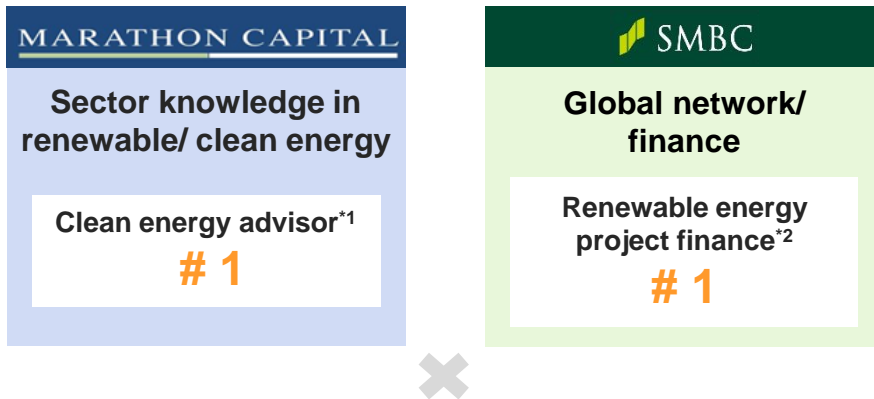 MARATHON CAPITAL
Sector knowledge in
renewable/ clean energy
Clean energy advisor*1
# 1
SMBC
Global network/
finance
Renewable energy
project finance*2
# 1